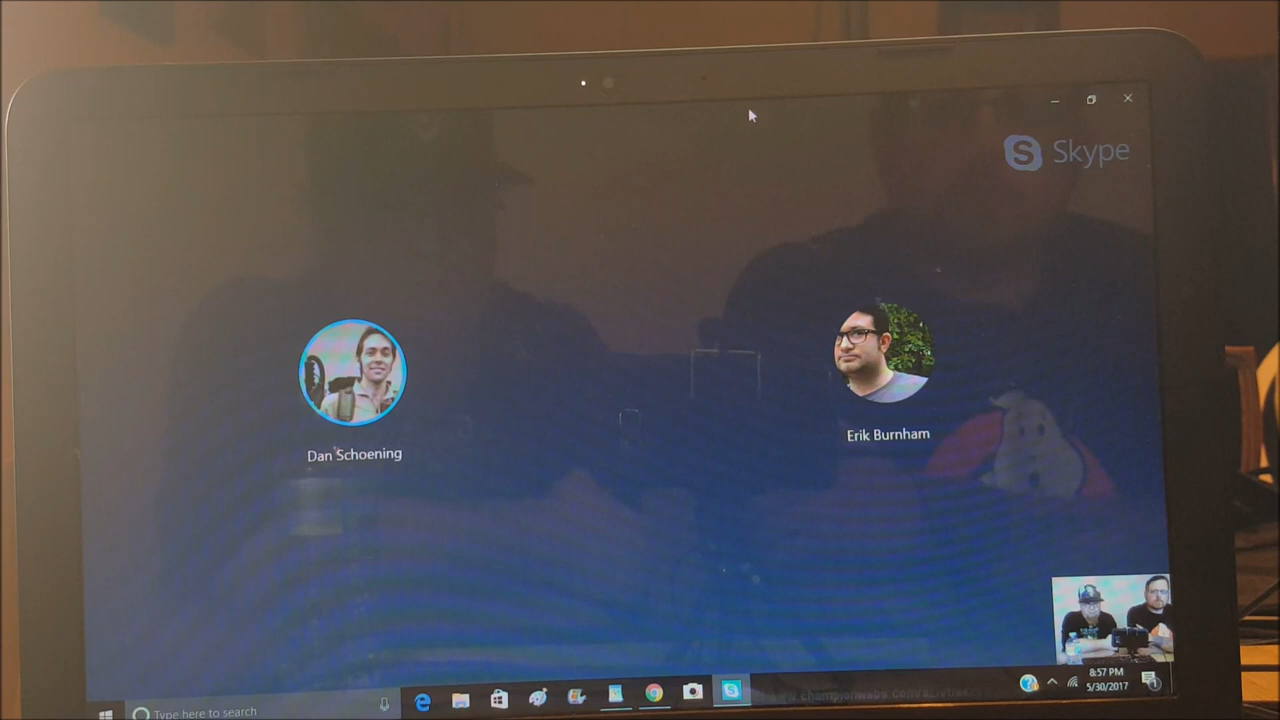 Skype
Dan Schoening
Erik Burnham
8:57 PM
5/30/2017
Type here to search